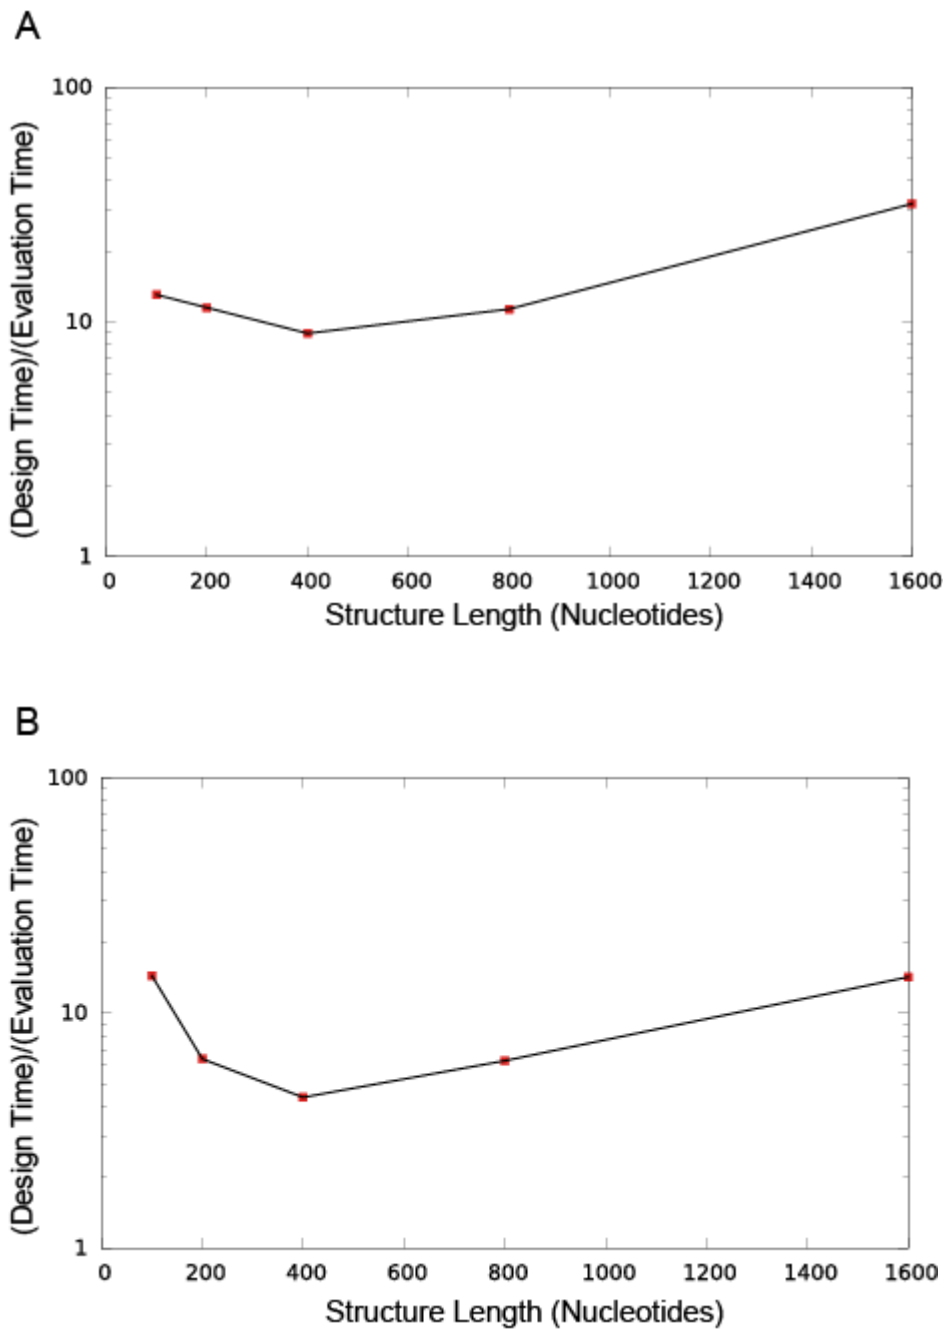 A
100
10
1
(Design Time)/(Evaluation Time)
0 200 400 600 800 1000 1200 1400 1600
Structure Length (Nucleotides)
B
100
10
1
(Design Time)/(Evaluation Time)
0 200 400 600 800 1000 1200 1400 1600
Structure Length (Nucleotides)